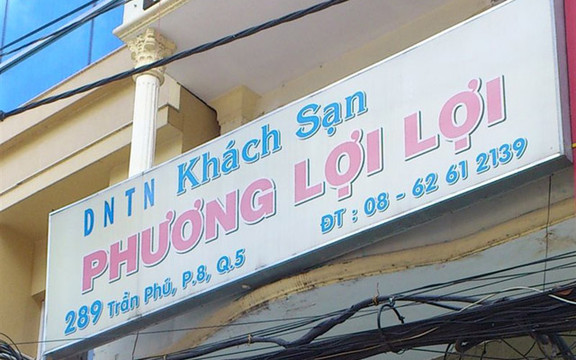 DNTN Khách Sạn
PHƯƠNG LỢI LỢI
289 Trần Phú, P.8, Q.5
ĐT : 08 - 62 61 2139